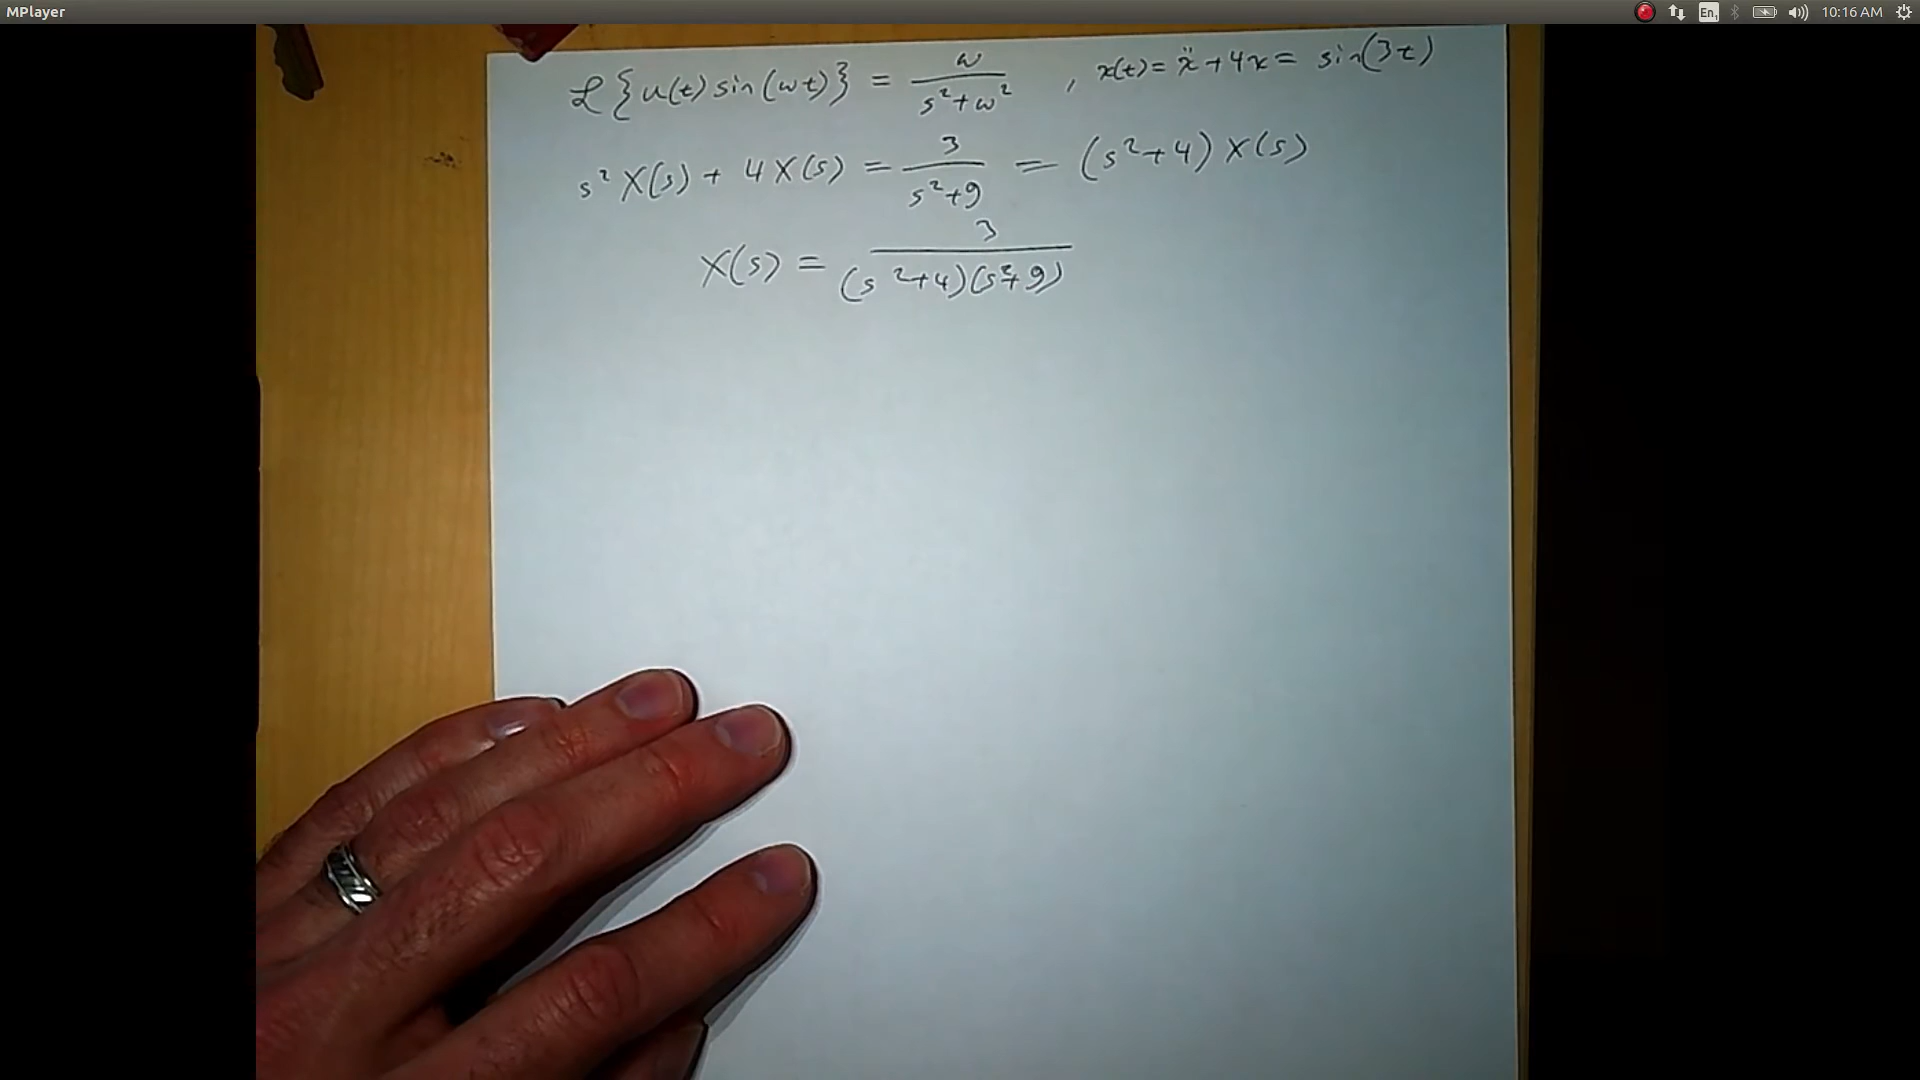 MPlayer
En₁
10:16 AM
ℒ{u(t) sin(ωt)} = ω/(s²+ω²) , x(t) = ẍ+4x = sin(3t)
s²X(s) + 4X(s) = 3/(s²+9) = (s²+4) X(s)
X(s) = 3/((s²+4)(s²+9))